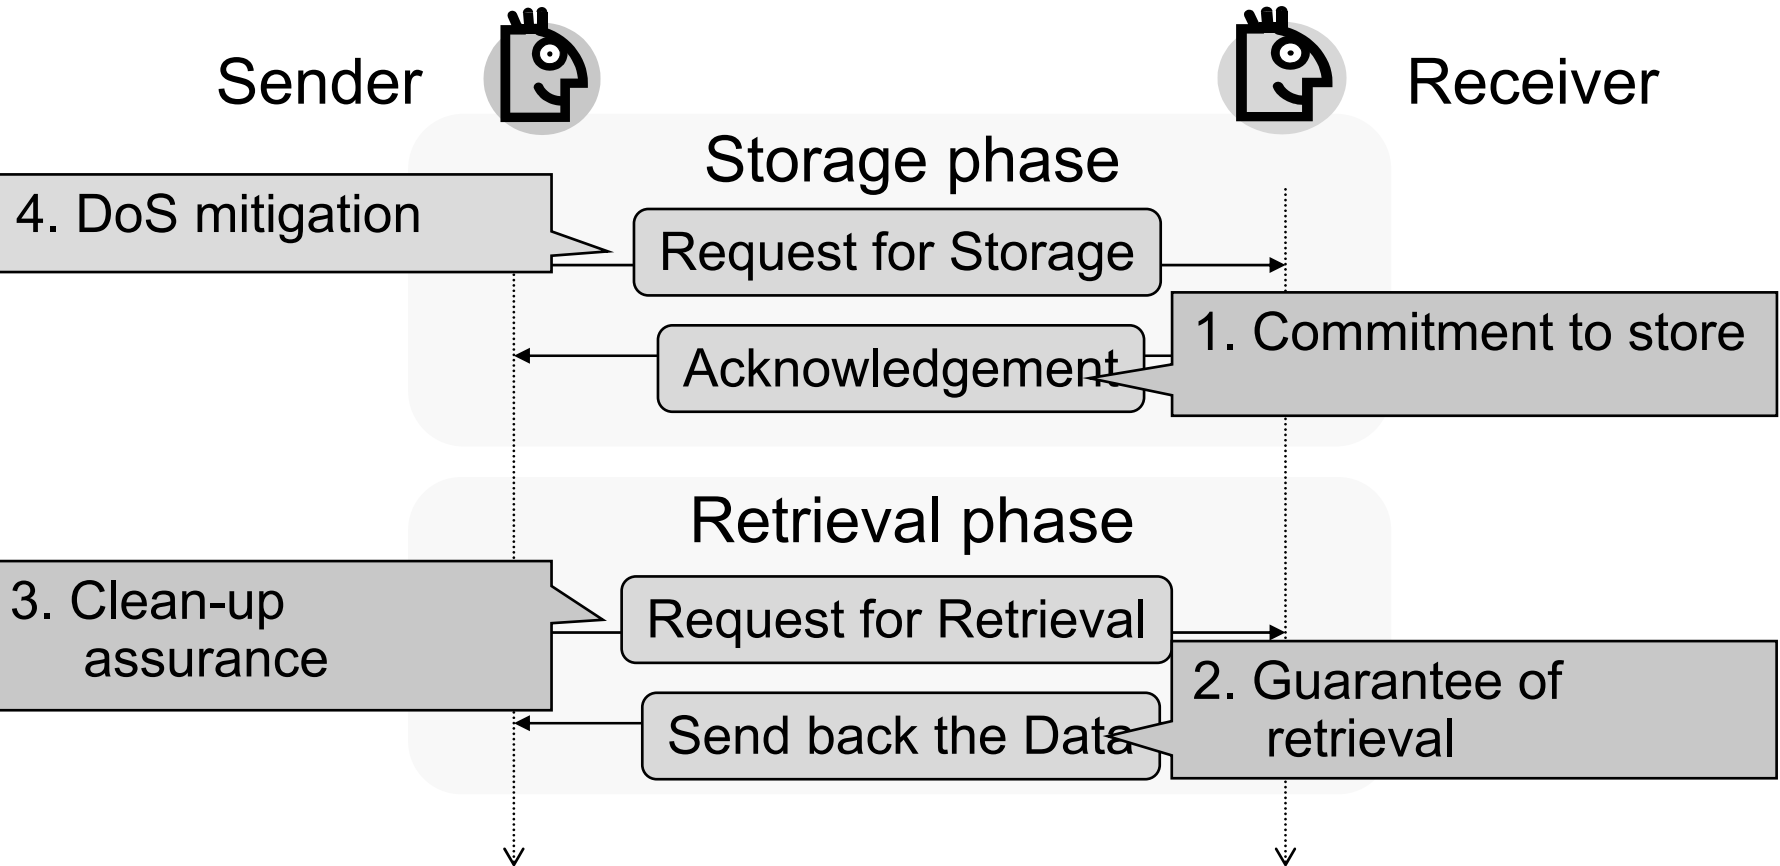 Sender
Receiver
Storage phase
4. DoS mitigation
Request for Storage
1. Commitment to store
Acknowledgement
Retrieval phase
3. Clean-up
assurance
Request for Retrieval
2. Guarantee of
retrieval
Send back the Data